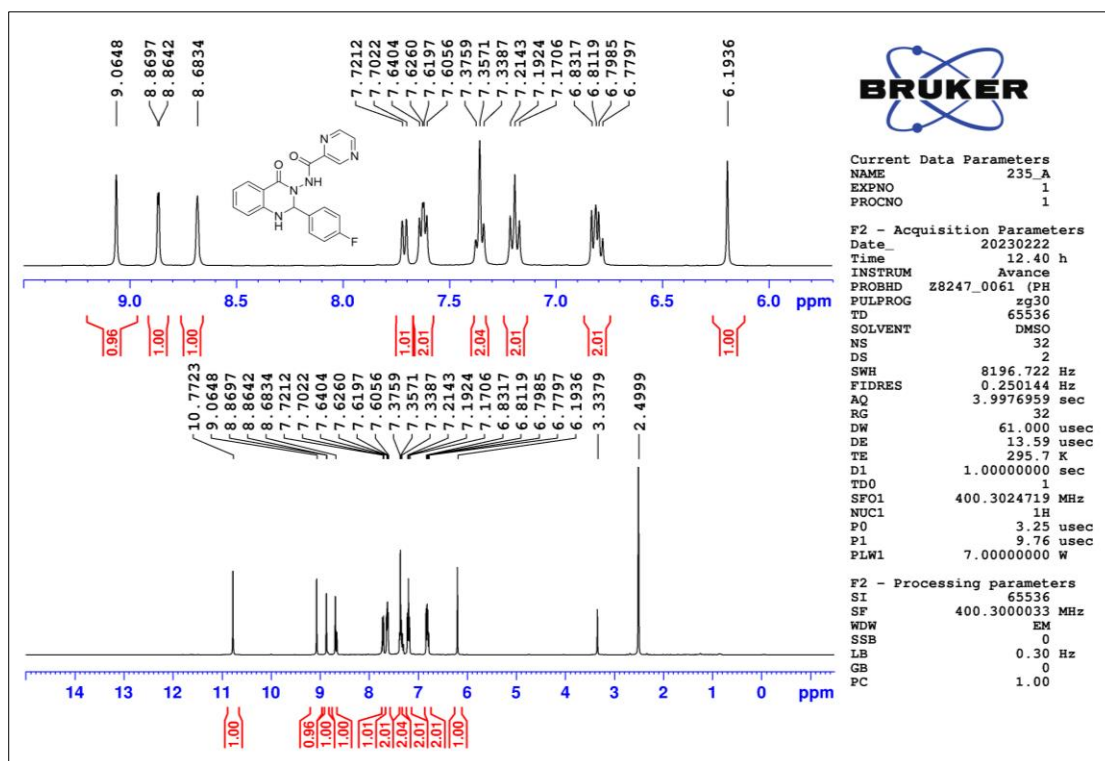 9.0648
8.8697
8.8642
8.6834
7.7212
7.7022
7.6404
7.6260
7.6197
7.6056
7.3759
7.3571
7.3387
7.2143
7.1924
7.1706
6.8317
6.8119
6.7985
6.7797
6.1936
N
O
N
O
NH
N
N
H
F
9.0 8.5 8.0 7.5 7.0 6.5 6.0 ppm
0.96 1.00 1.00 1.01 2.01 2.04 2.01 2.01 1.00
10.7723
9.0648
8.8697
8.8642
8.6834
7.7212
7.7022
7.6404
7.6260
7.6197
7.6056
7.3759
7.3571
7.3387
7.2143
7.1924
7.1706
6.8317
6.8119
6.7985
6.7797
6.1936
3.3379
2.4999
14 13 12 11 10 9 8 7 6 5 4 3 2 1 0 ppm
1.00 0.96 1.00 1.00 1.01 2.01 2.04 2.01 2.01 1.00
BRUKER
Current Data Parameters
NAME 235_A
EXPNO 1
PROCNO 1
F2 - Acquisition Parameters
Date_ 20230222
Time 12.40 h
INSTRUM Avance
PROBHD Z8247_0061 (PH
PULPROG zg30
TD 65536
SOLVENT DMSO
NS 32
DS 2
SWH 8196.722 Hz
FIDRES 0.250144 Hz
AQ 3.9976959 sec
RG 32
DW 61.000 usec
DE 13.59 usec
TE 295.7 K
D1 1.00000000 sec
TD0 1
SFO1 400.3024719 MHz
NUC1 1H
P0 3.25 usec
P1 9.76 usec
PLW1 7.00000000 W
F2 - Processing parameters
SI 65536
SF 400.3000033 MHz
WDW EM
SSB 0
LB 0.30 Hz
GB 0
PC 1.00